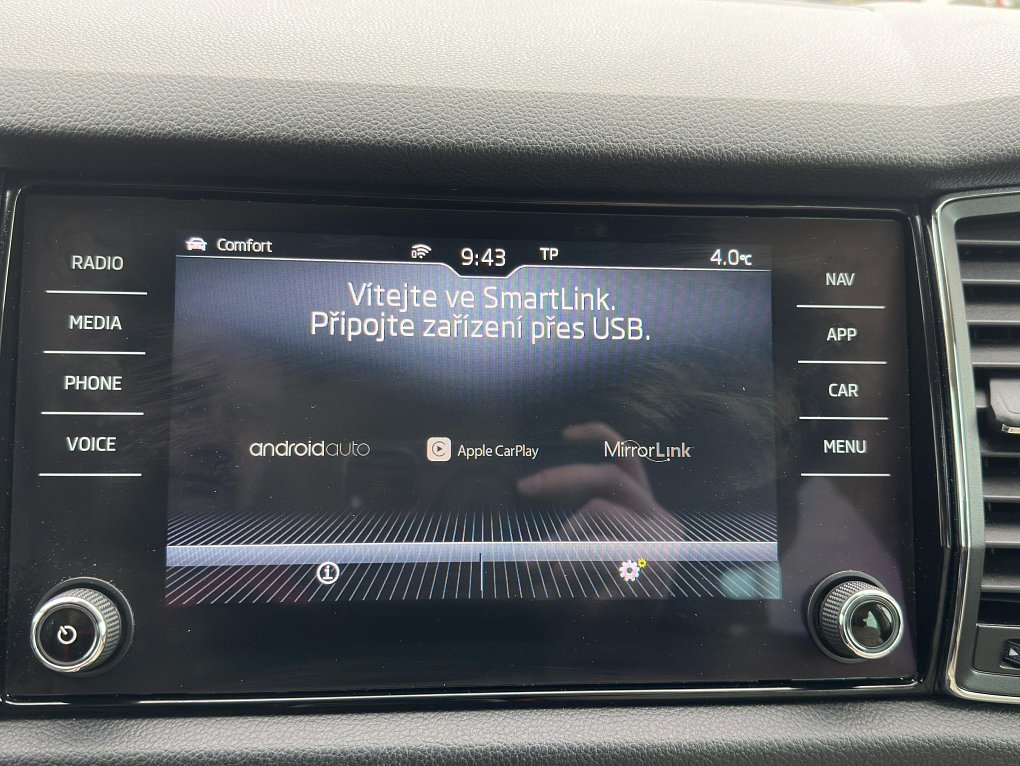 Comfort 0 9:43 TP 4.0°C
Vítejte ve SmartLink.
Připojte zařízení přes USB.
androidauto Apple CarPlay MirrorLink
RADIO
MEDIA
PHONE
VOICE
NAV
APP
CAR
MENU